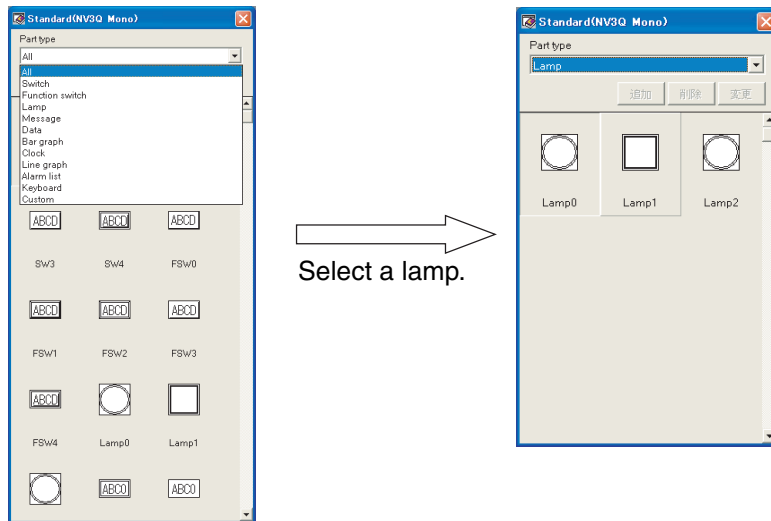 Standard(NV3Q Mono)
Part type
All
All
Switch
Function switch
Lamp
Message
Data
Bar graph
Clock
Line graph
Alarm list
Keyboard
Custom
ABCD ABCD ABCD
SW3 SW4 FSW0
ABCD ABCD ABCD
FSW1 FSW2 FSW3
ABCD
FSW4 Lamp0 Lamp1
ABCD ABCD
Select a lamp.
Standard(NV3Q Mono)
Part type
Lamp
追加 削除 変更
Lamp0 Lamp1 Lamp2